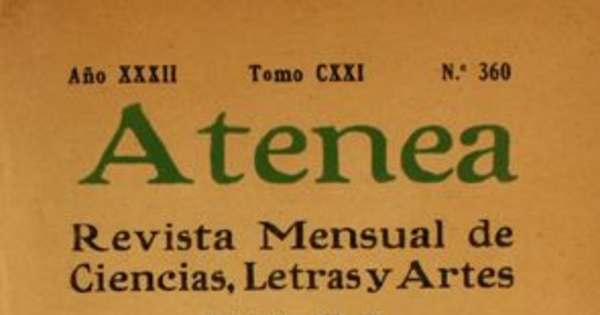 Año XXXII Tomo CXXI N.º 360
Atenea
Revista Mensual de
Ciencias, Letras y Artes